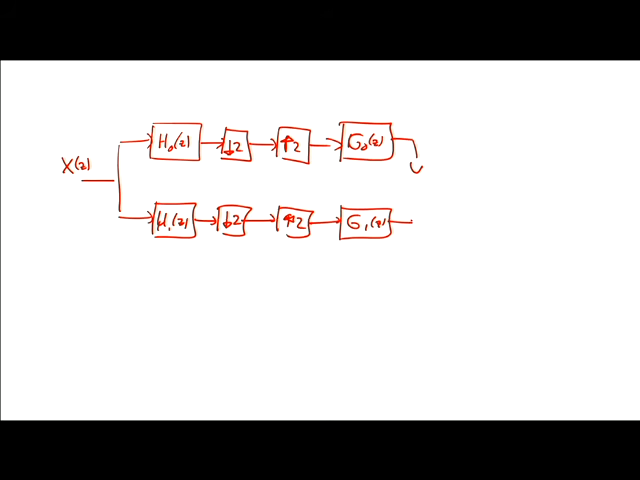 X(z) H₀(z) ↓2 ↑2 G₀(z)
H₁(z) ↓2 ↑2 G₁(z)